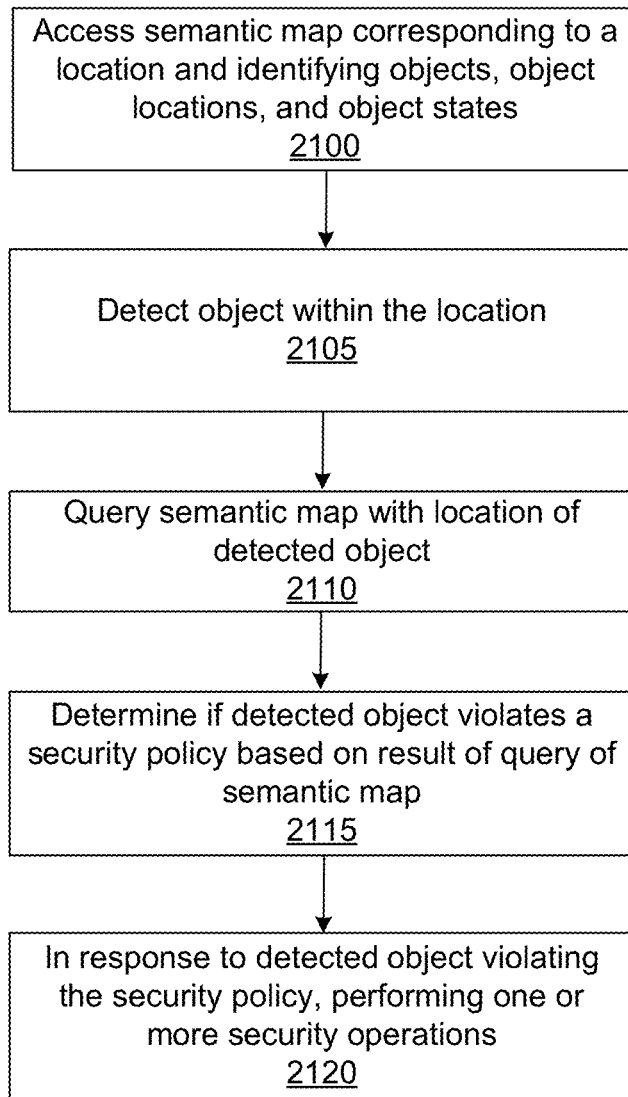 Access semantic map corresponding to a
location and identifying objects, object
locations, and object states
2100
Detect object within the location
2105
Query semantic map with location of
detected object
2110
Determine if detected object violates a
security policy based on result of query of
semantic map
2115
In response to detected object violating
the security policy, performing one or
more security operations
2120